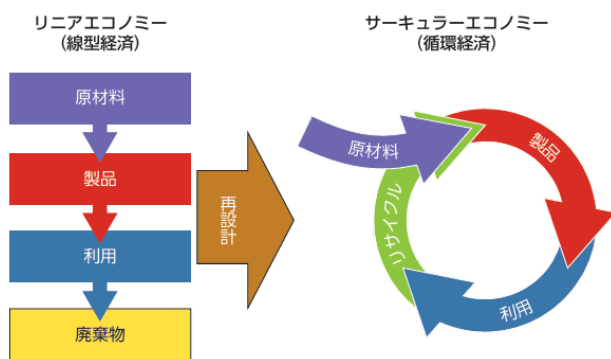 リニアエコノミー
(線型経済)
原材料
製品
利用
廃棄物
再設計
サーキュラーエコノミー
(循環経済)
原材料
製品
利用
リサイクル